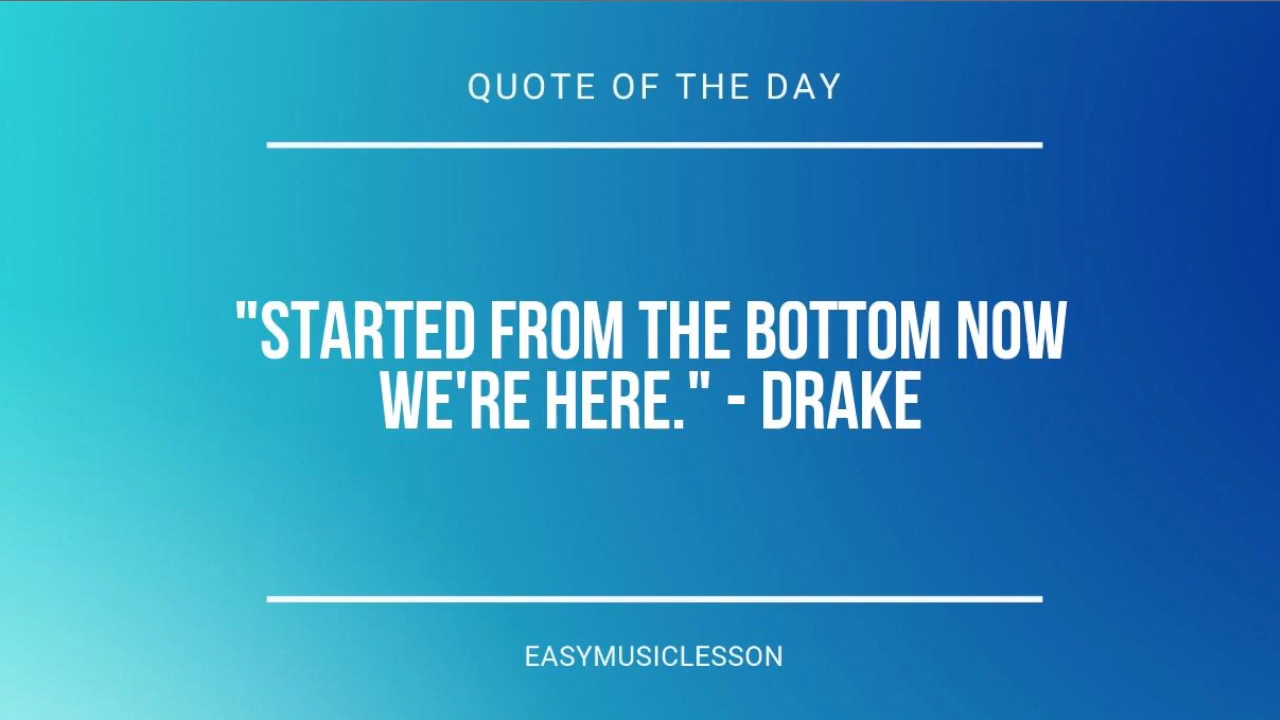 QUOTE OF THE DAY
"STARTED FROM THE BOTTOM NOW
WE'RE HERE." - DRAKE
EASYMUSICLESSON